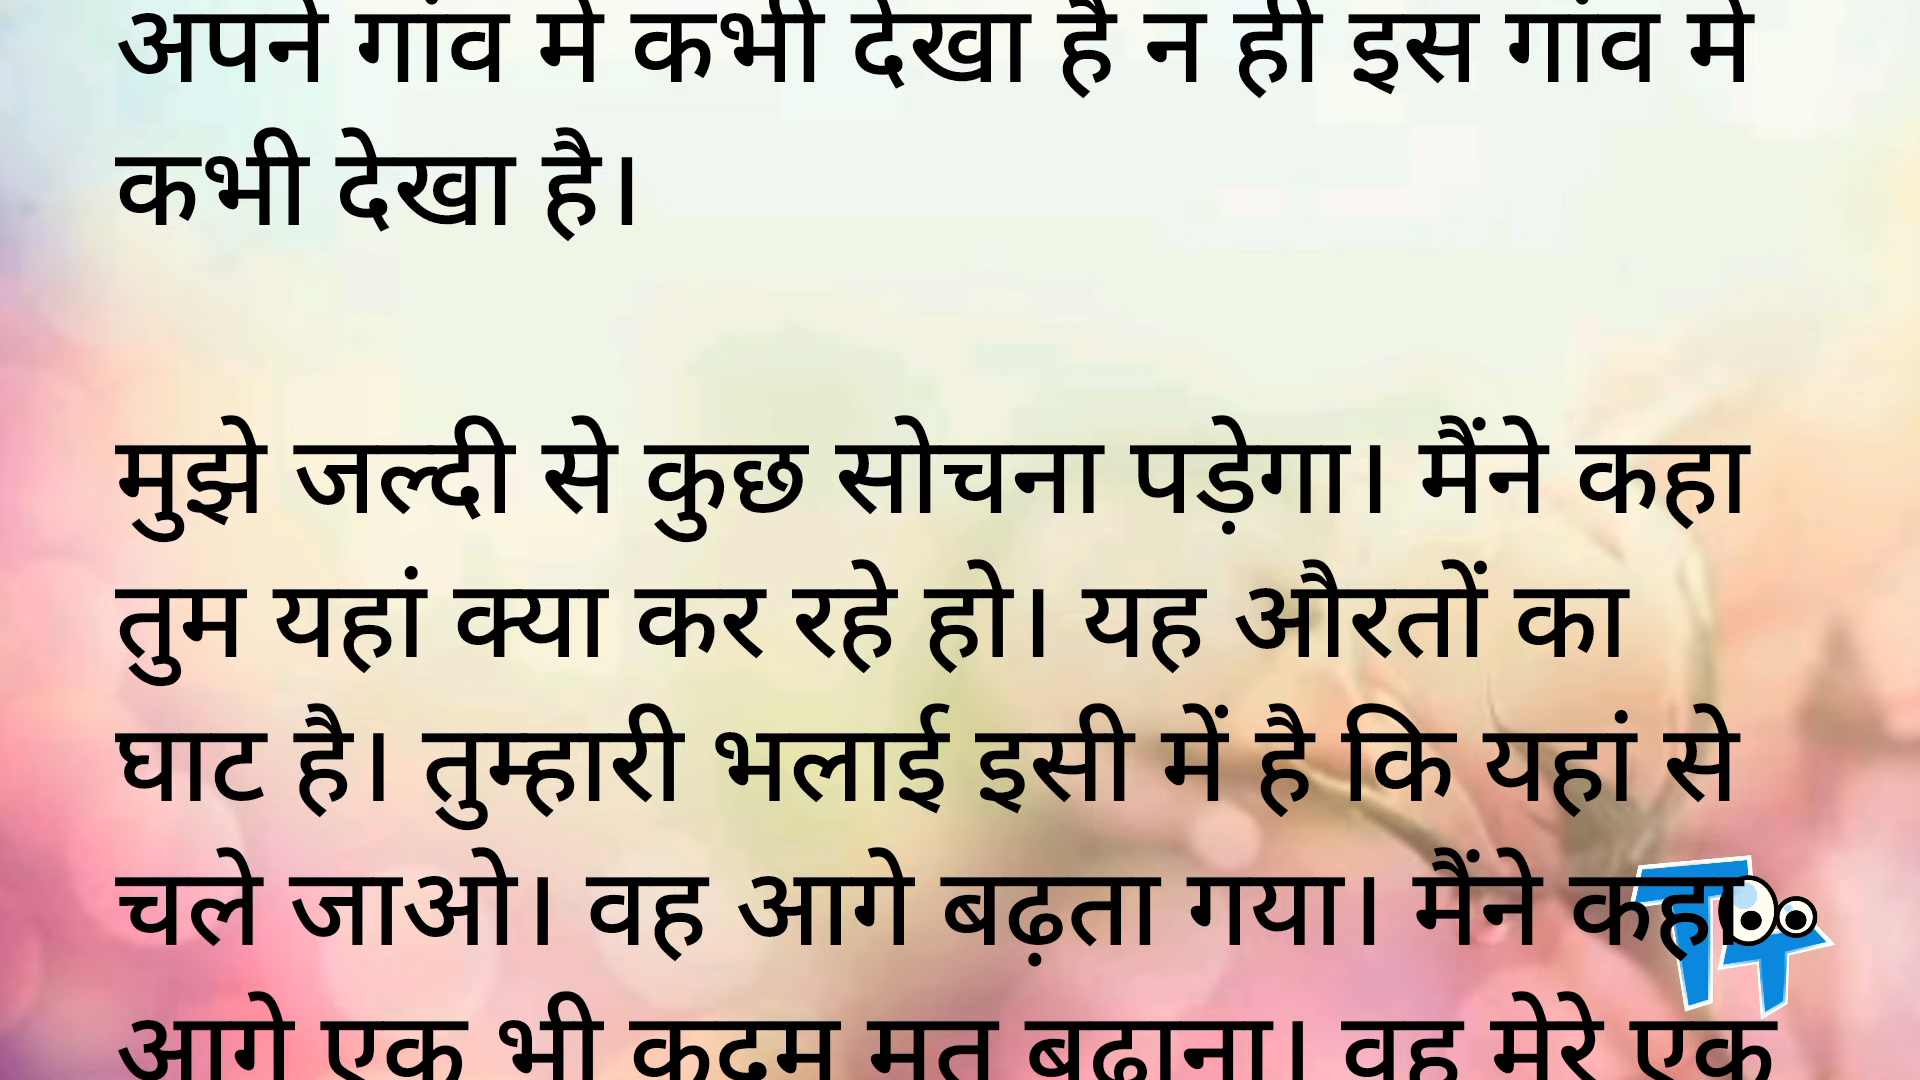 अपने गांव में कभी देखा है न ही इस गांव में
कभी देखा है।
मुझे जल्दी से कुछ सोचना पड़ेगा। मैंने कहा
तुम यहां क्या कर रहे हो। यह औरतों का
घाट है। तुम्हारी भलाई इसी में है कि यहां से
चले जाओ। वह आगे बढ़ता गया। मैंने कहा
आगे एक भी कदम मत बढ़ाना। वह मेरे एक